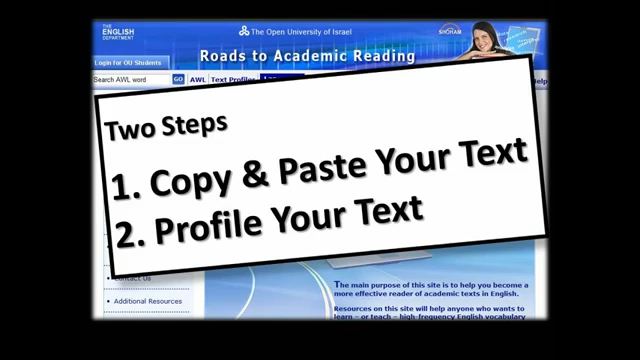 THE
ENGLISH
DEPARTMENT
The Open University of Israel
SHOHAM
Roads to Academic Reading
Login for OU Students
Search AWL word
GO
AWL
Text Profiler
Help
Two Steps
1. Copy & Paste Your Text
2. Profile Your Text
Contact Us
Additional Resources
The main purpose of this site is to help you become a
more effective reader of academic texts in English.
Resources on this site will help anyone who wants to
learn – or teach – high-frequency English vocabulary